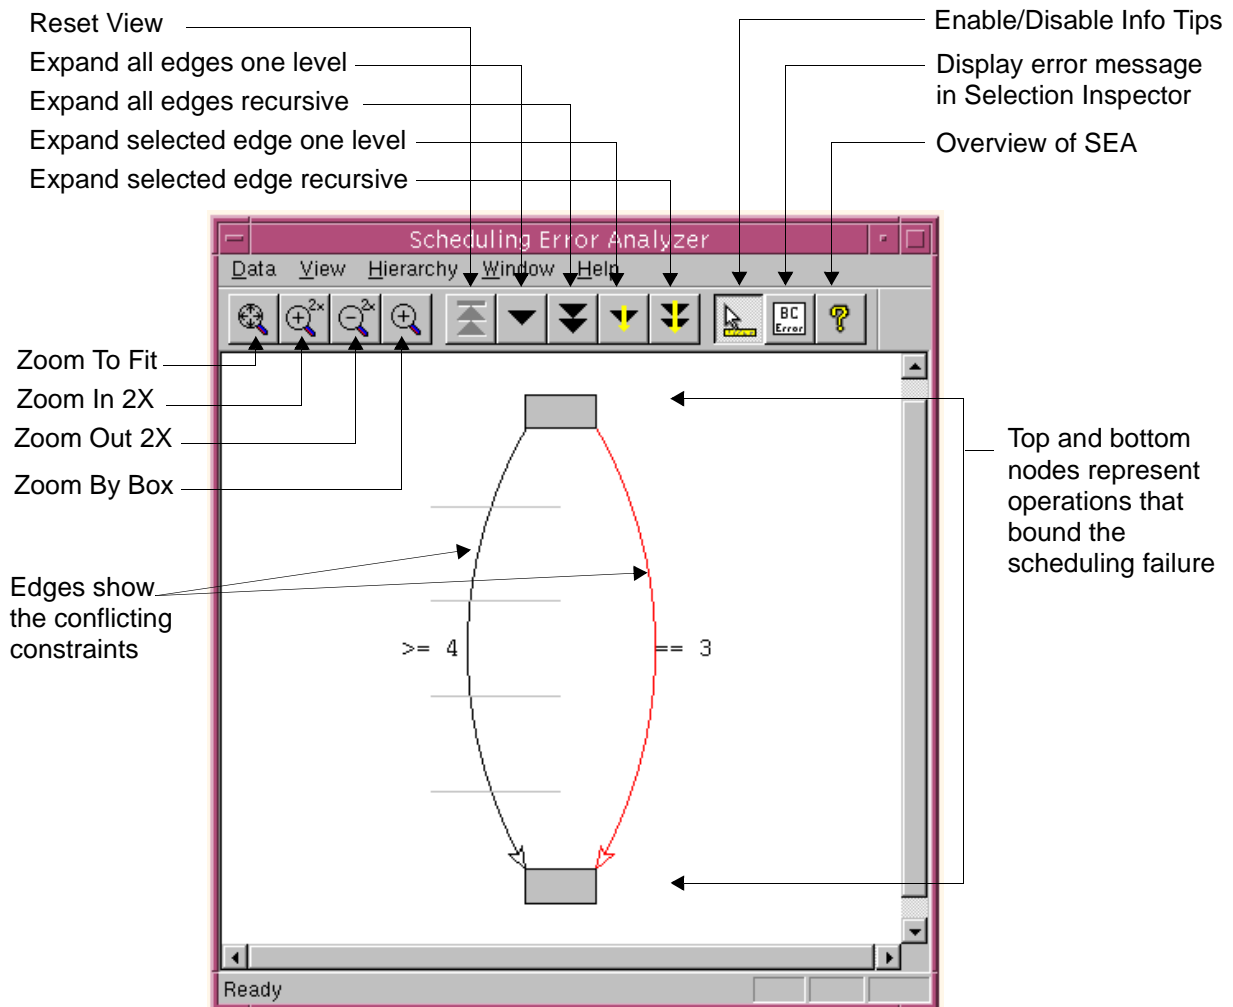 Reset View
Expand all edges one level
Expand all edges recursive
Expand selected edge one level
Expand selected edge recursive
Enable/Disable Info Tips
Display error message
in Selection Inspector
Overview of SEA
Scheduling Error Analyzer
Data View Hierarchy Window Help
2x
2x
BC
Error
?
Zoom To Fit
Zoom In 2X
Zoom Out 2X
Zoom By Box
Top and bottom
nodes represent
operations that
bound the
scheduling failure
Edges show
the conflicting
constraints
>= 4
== 3
Ready